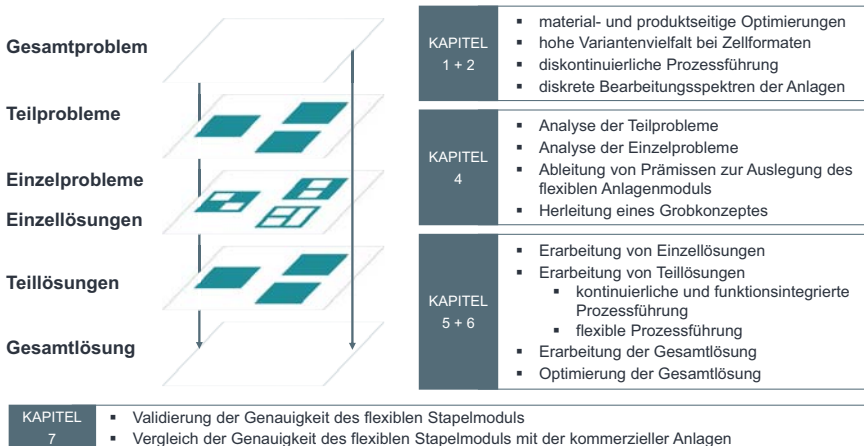 Gesamtproblem
Teilprobleme
Einzelprobleme
Einzellösungen
Teillösungen
Gesamtlösung
KAPITEL
1 + 2
▪ material- und produktseitige Optimierungen
▪ hohe Variantenvielfalt bei Zellformaten
▪ diskontinuierliche Prozessführung
▪ diskrete Bearbeitungsspektren der Anlagen
KAPITEL
4
▪ Analyse der Teilprobleme
▪ Analyse der Einzelprobleme
▪ Ableitung von Prämissen zur Auslegung des
flexiblen Anlagenmoduls
▪ Herleitung eines Grobkonzeptes
KAPITEL
5 + 6
▪ Erarbeitung von Einzellösungen
▪ Erarbeitung von Teillösungen
▪ kontinuierliche und funktionsintegrierte
Prozessführung
▪ flexible Prozessführung
▪ Erarbeitung der Gesamtlösung
▪ Optimierung der Gesamtlösung
KAPITEL
7
▪ Validierung der Genauigkeit des flexiblen Stapelmoduls
▪ Vergleich der Genauigkeit des flexiblen Stapelmoduls mit der kommerzieller Anlagen